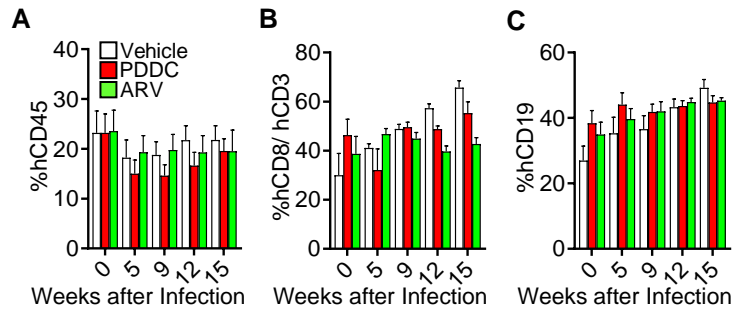 A
%hCD45
40
30
20
10
0
Vehicle
PDDC
ARV
0 5 9 12 15
Weeks after Infection
B
%hCD8/ hCD3
80
60
40
20
0
0 5 9 12 15
Weeks after Infection
C
%hCD19
60
40
20
0
0 5 9 12 15
Weeks after Infection